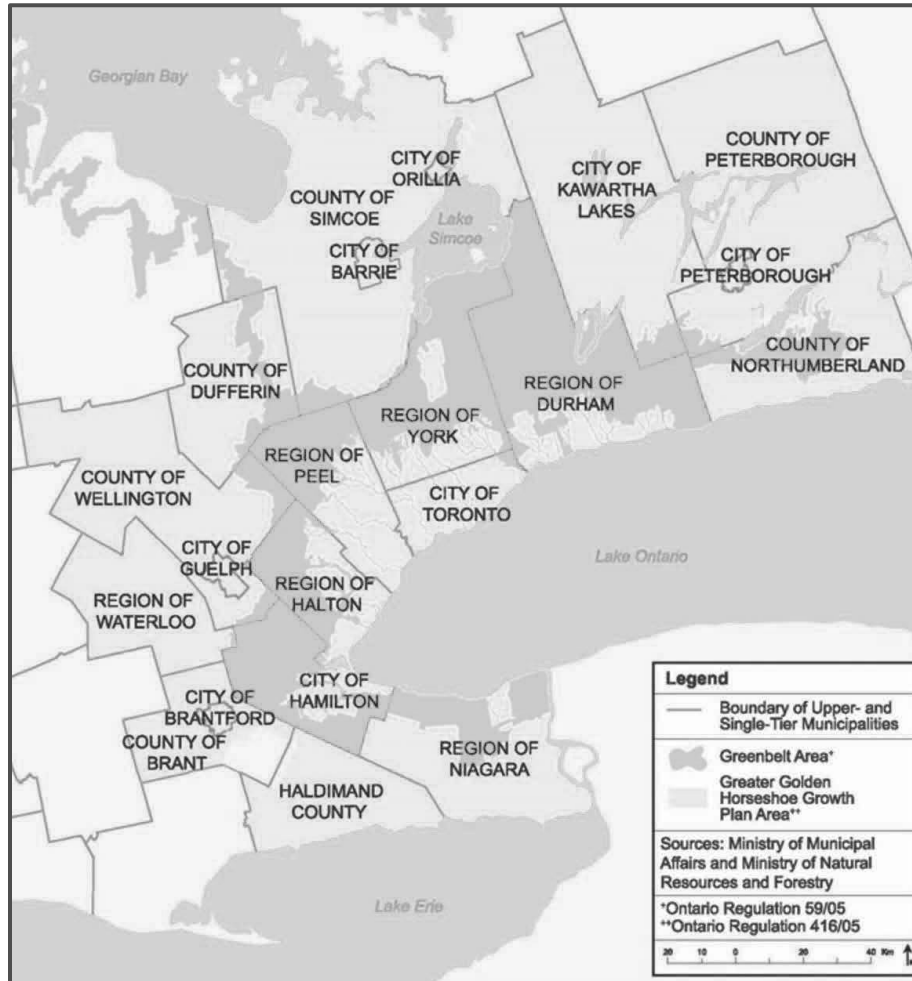 Georgian Bay
CITY OF
ORILLIA
COUNTY OF
SIMCOE
Lake
Simcoe
CITY OF
BARRIE
CITY OF
KAWARTHA
LAKES
COUNTY OF
PETERBOROUGH
CITY OF
PETERBOROUGH
COUNTY OF
NORTHUMBERLAND
COUNTY OF
DUFFERIN
REGION OF
YORK
REGION OF
DURHAM
REGION OF
PEEL
COUNTY OF
WELLINGTON
CITY OF
TORONTO
CITY OF
GUELPH
Lake Ontario
REGION OF
HALTON
REGION OF
WATERLOO
CITY OF
HAMILTON
CITY OF
BRANTFORD
COUNTY OF
BRANT
REGION OF
NIAGARA
HALDIMAND
COUNTY
Lake Erie
Legend
Boundary of Upper- and
Single-Tier Municipalities
Greenbelt Area+
Greater Golden
Horseshoe Growth
Plan Area++
Sources: Ministry of Municipal
Affairs and Ministry of Natural
Resources and Forestry
+Ontario Regulation 59/05
++Ontario Regulation 416/05
20 10 0 20 40 Km